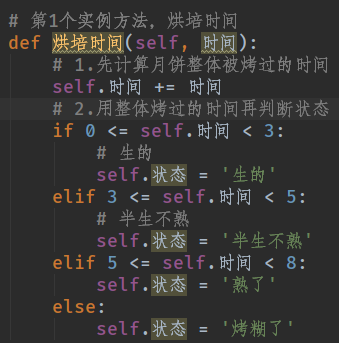 # 第1个实例方法，烘培时间
def 烘培时间(self, 时间):
    # 1.先计算月饼整体被烤过的时间
    self.时间 += 时间
    # 2.用整体烤过的时间再判断状态
    if 0 <= self.时间 < 3:
        # 生的
        self.状态 = '生的'
    elif 3 <= self.时间 < 5:
        # 半生不熟
        self.状态 = '半生不熟'
    elif 5 <= self.时间 < 8:
        self.状态 = '熟了'
    else:
        self.状态 = '烤糊了'